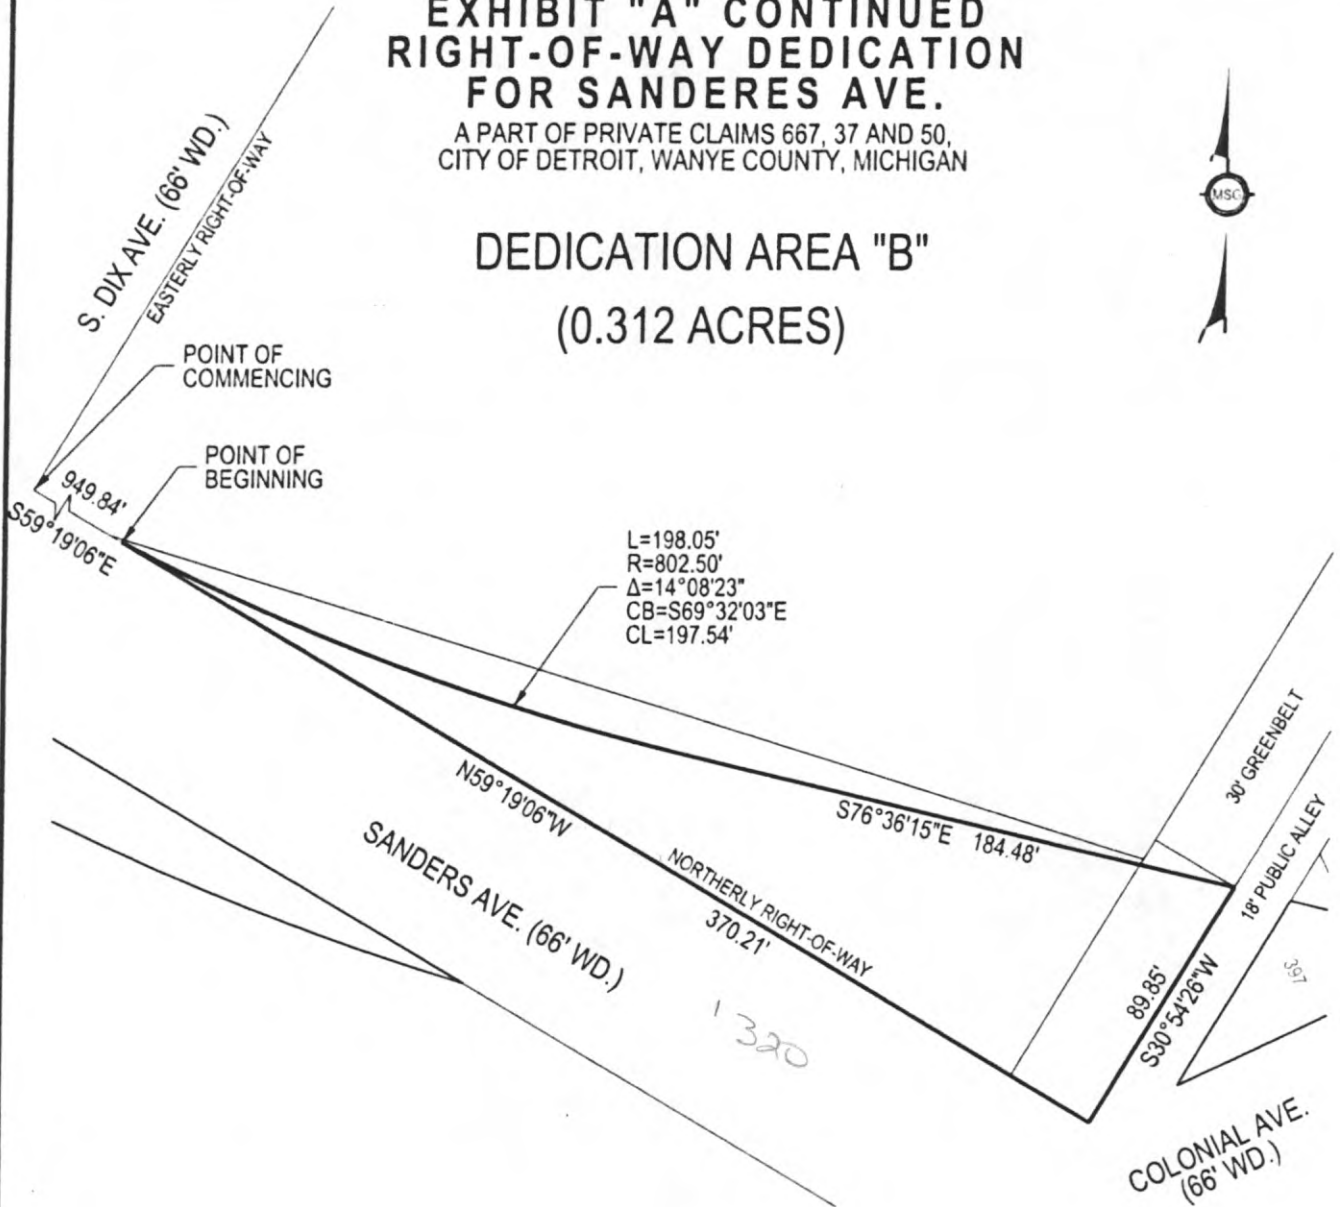 EXHIBIT "A" CONTINUED
RIGHT-OF-WAY DEDICATION
FOR SANDERES AVE.
A PART OF PRIVATE CLAIMS 667, 37 AND 50,
CITY OF DETROIT, WANYE COUNTY, MICHIGAN
DEDICATION AREA "B"
(0.312 ACRES)
MSG
S. DIX AVE. (66' WD.)
EASTERLY RIGHT-OF-WAY
POINT OF
COMMENCING
POINT OF
BEGINNING
949.84'
S59°19'06"E
L=198.05'
R=802.50'
Δ=14°08'23"
CB=S69°32'03"E
CL=197.54'
N59°19'06"W
S76°36'15"E 184.48'
NORTHERLY RIGHT-OF-WAY
370.21'
SANDERS AVE. (66' WD.)
30' GREENBELT
18' PUBLIC ALLEY
397
89.85'
S30°54'26"W
1320
COLONIAL AVE.
(66' WD.)